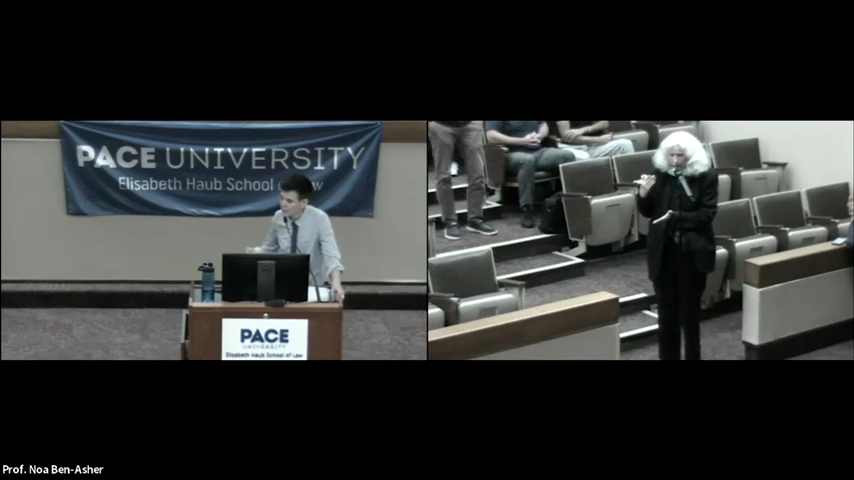 PACE UNIVERSITY
Elisabeth Haub School of Law
PACE
UNIVERSITY
Elisabeth Haub School of Law
Prof. Noa Ben-Asher